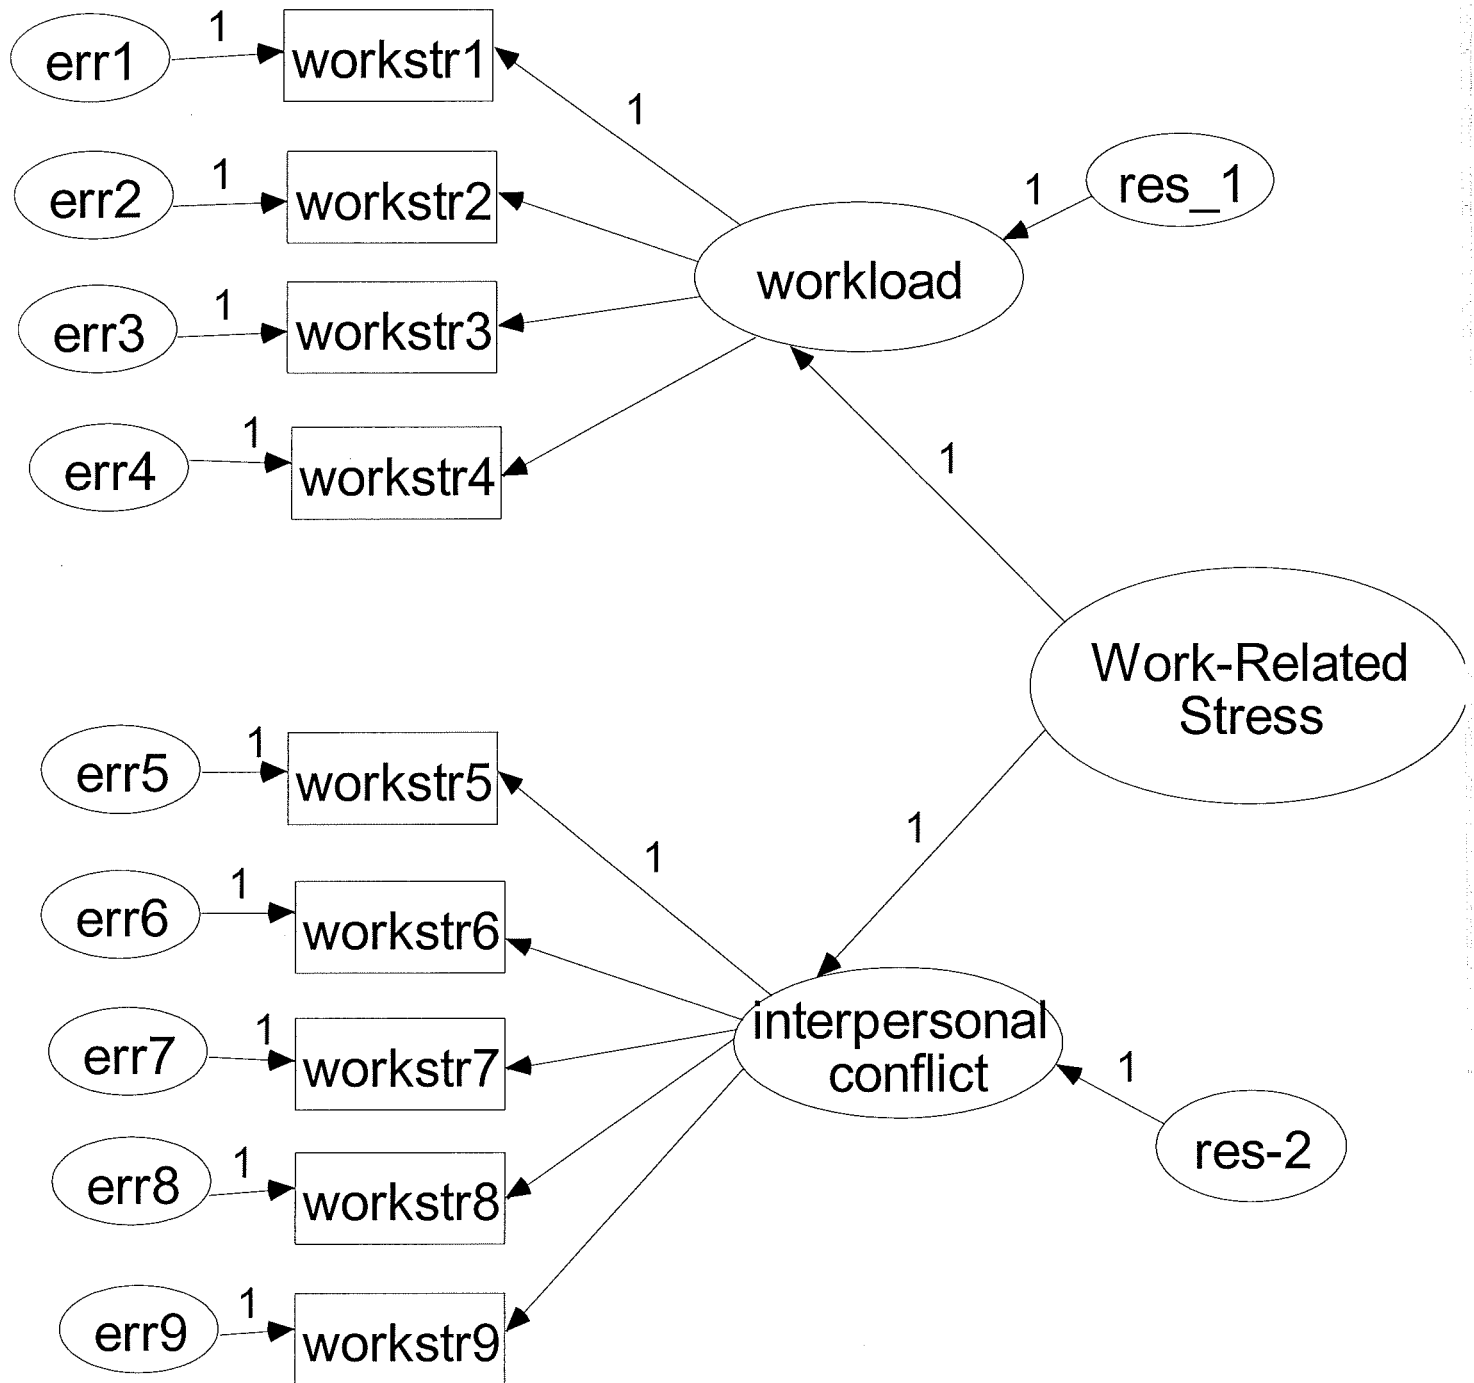 1
err1
workstr1
1
1
err2
workstr2
1
res_1
workload
1
err3
workstr3
1
err4
workstr4
1
Work-Related
Stress
1
err5
workstr5
1
1
err6
workstr6
1
interpersonal
conflict
1
err7
workstr7
1
res-2
1
err8
workstr8
1
err9
workstr9